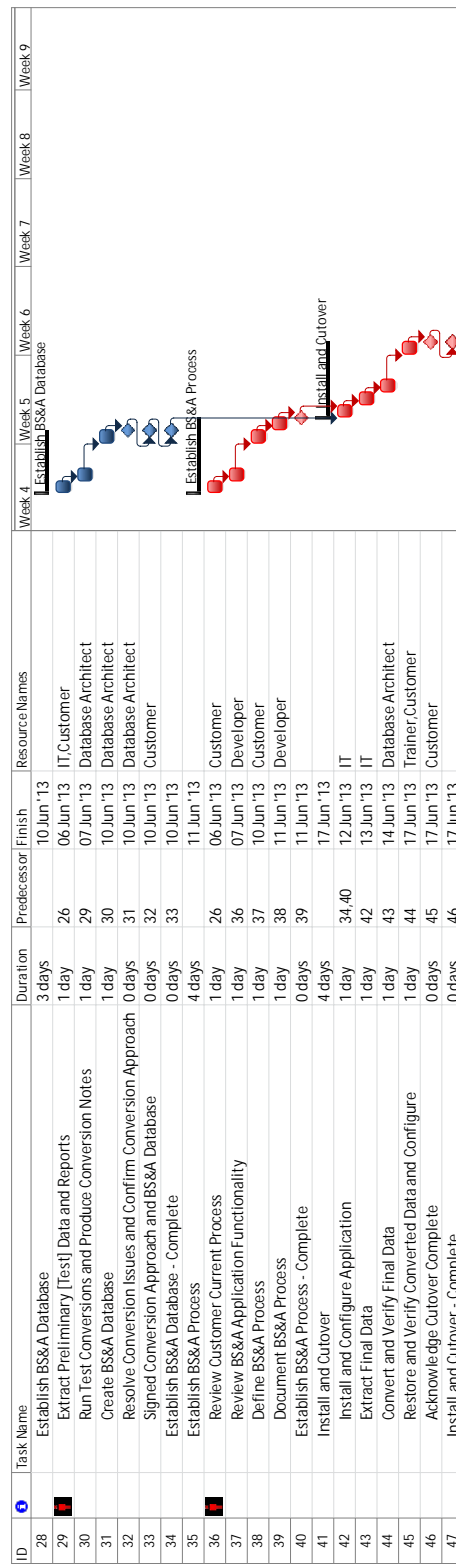 ID Task Name Duration Predecessor Finish Resource Names Week 4 Week 5 Week 6 Week 7 Week 8 Week 9
28 Establish BS&A Database 3 days 10 Jun '13 Establish BS&A Database
29 Extract Preliminary [Test] Data and Reports 1 day 26 06 Jun '13 IT,Customer
30 Run Test Conversions and Produce Conversion Notes 1 day 29 07 Jun '13 Database Architect
31 Create BS&A Database 1 day 30 10 Jun '13 Database Architect
32 Resolve Conversion Issues and Confirm Conversion Approach 0 days 31 10 Jun '13 Database Architect
33 Signed Conversion Approach and BS&A Database 0 days 32 10 Jun '13 Customer
34 Establish BS&A Database - Complete 0 days 33 10 Jun '13
35 Establish BS&A Process 4 days 11 Jun '13 Establish BS&A Process
36 Review Customer Current Process 1 day 26 06 Jun '13 Customer
37 Review BS&A Application Functionality 1 day 36 07 Jun '13 Developer
38 Define BS&A Process 1 day 37 10 Jun '13 Customer
39 Document BS&A Process 1 day 38 11 Jun '13 Developer
40 Establish BS&A Process - Complete 0 days 39 11 Jun '13
41 Install and Cutover 4 days 17 Jun '13 Install and Cutover
42 Install and Configure Application 1 day 34,40 12 Jun '13 IT
43 Extract Final Data 1 day 42 13 Jun '13 IT
44 Convert and Verify Final Data 1 day 43 14 Jun '13 Database Architect
45 Restore and Verify Converted Data and Configure 1 day 44 17 Jun '13 Trainer,Customer
46 Acknowledge Cutover Complete 0 days 45 17 Jun '13 Customer
47 Install and Cutover - Complete 0 days 46 17 Jun '13